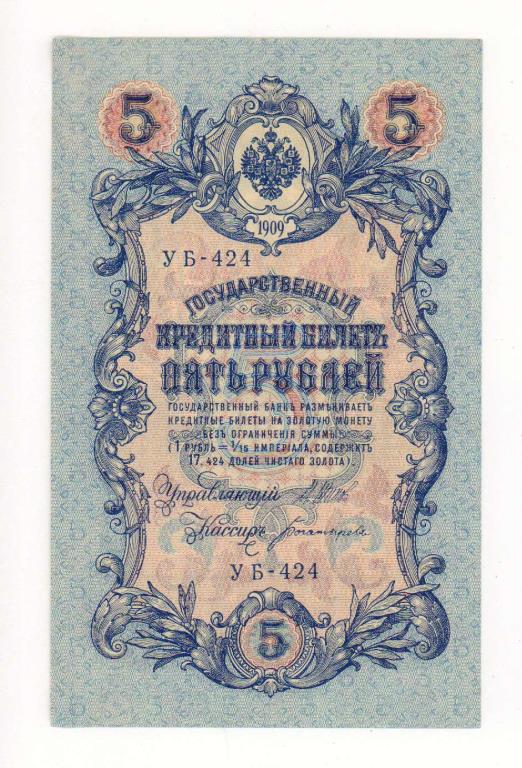 5 5
1909
УБ-424
ГОСУДАРСТВЕННЫЙ
КРЕДИТНЫЙ БИЛЕТЪ
ПЯТЬ РУБЛЕЙ
ГОСУДАРСТВЕННЫЙ БАНКЪ РАЗМѢНИВАЕТЪ
КРЕДИТНЫЕ БИЛЕТЫ НА ЗОЛОТУЮ МОНЕТУ
БЕЗЪ ОГРАНИЧЕНІЯ СУММЫ
(1 РУБЛЬ = 1/15 ИМПЕРІАЛА, СОДЕРЖИТЪ
17,424 ДОЛЕЙ ЧИСТАГО ЗОЛОТА).
Управляющій
Кассиръ Богатыревъ
УБ-424
5